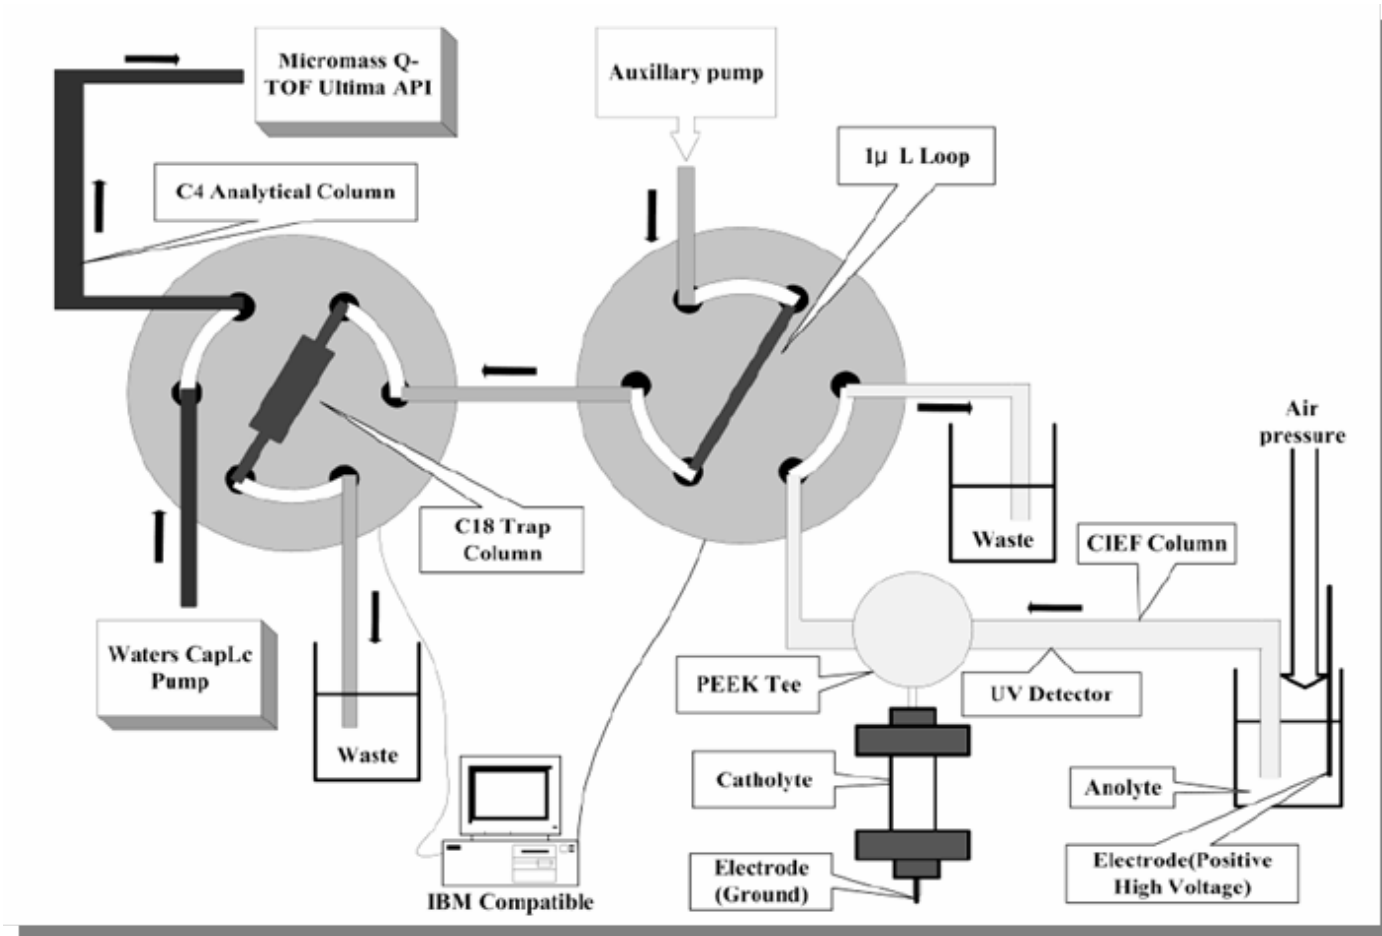 Micromass Q-
TOF Ultima API
Auxillary pump
1μ L Loop
C4 Analytical Column
Air
pressure
C18 Trap
Column
Waste
CIEF Column
Waters CapLc
Pump
PEEK Tee
UV Detector
Waste
Catholyte
Anolyte
Electrode
(Ground)
Electrode(Positive
High Voltage)
IBM Compatible